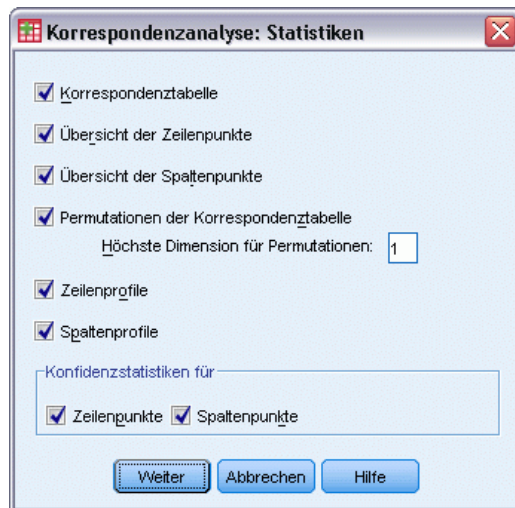 Korrespondenzanalyse: Statistiken
Korrespondenztabelle
Übersicht der Zeilenpunkte
Übersicht der Spaltenpunkte
Permutationen der Korrespondenztabelle
Höchste Dimension für Permutationen: 1
Zeilenprofile
Spaltenprofile
Konfidenzstatistiken für
Zeilenpunkte Spaltenpunkte
Weiter Abbrechen Hilfe